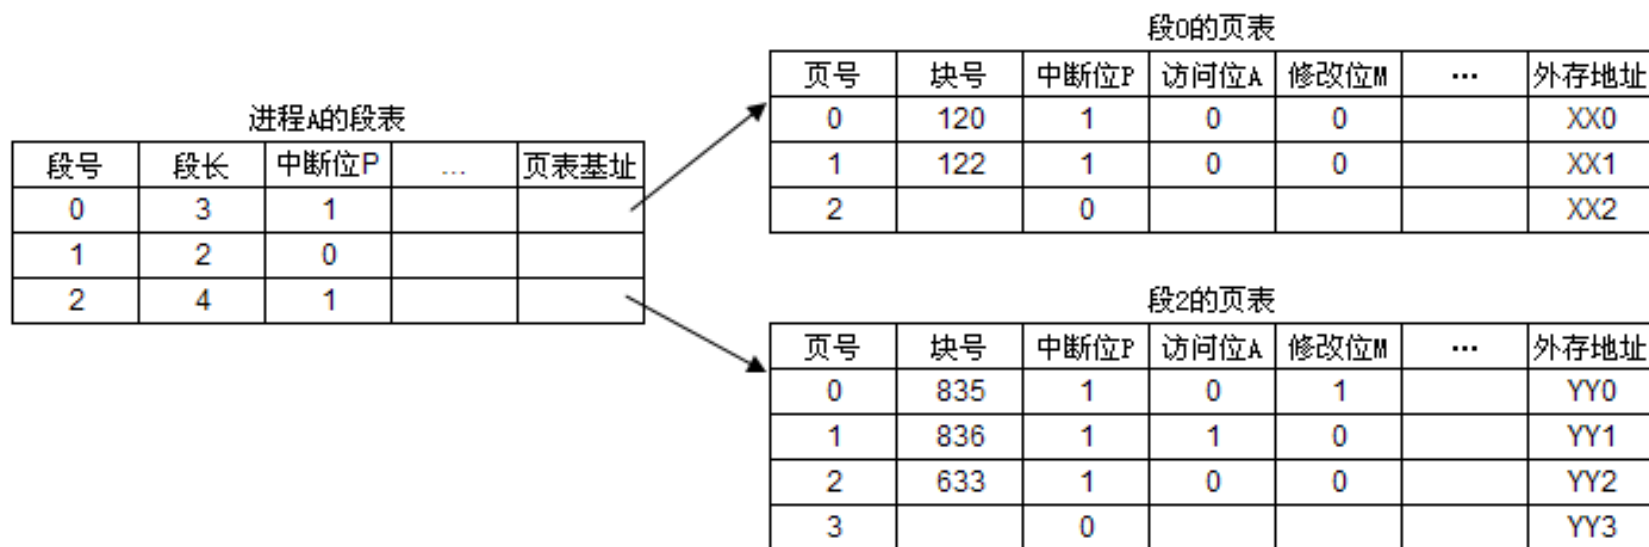 进程A的段表
段号 段长 中断位P ... 页表基址
0 3 1
1 2 0
2 4 1
段0的页表
页号 块号 中断位P 访问位A 修改位M ... 外存地址
0 120 1 0 0 XX0
1 122 1 0 0 XX1
2 0 XX2
段2的页表
页号 块号 中断位P 访问位A 修改位M ... 外存地址
0 835 1 0 1 YY0
1 836 1 1 0 YY1
2 633 1 0 0 YY2
3 0 YY3